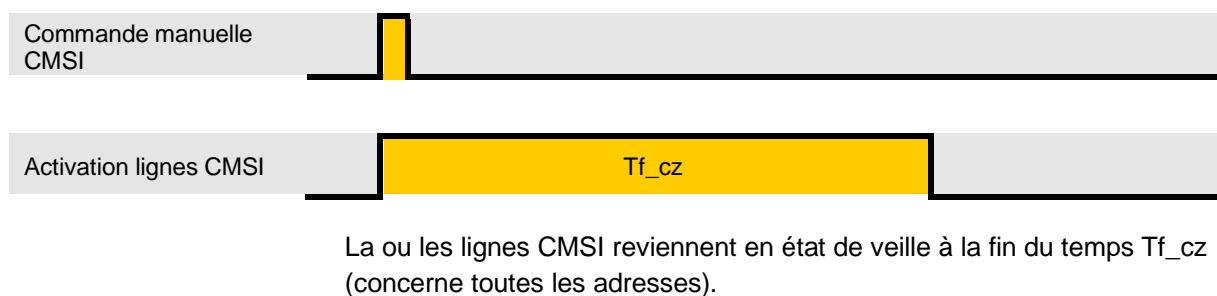 Commande manuelle
CMSI
Activation lignes CMSI
Tf_cz
La ou les lignes CMSI reviennent en état de veille à la fin du temps Tf_cz
(concerne toutes les adresses).